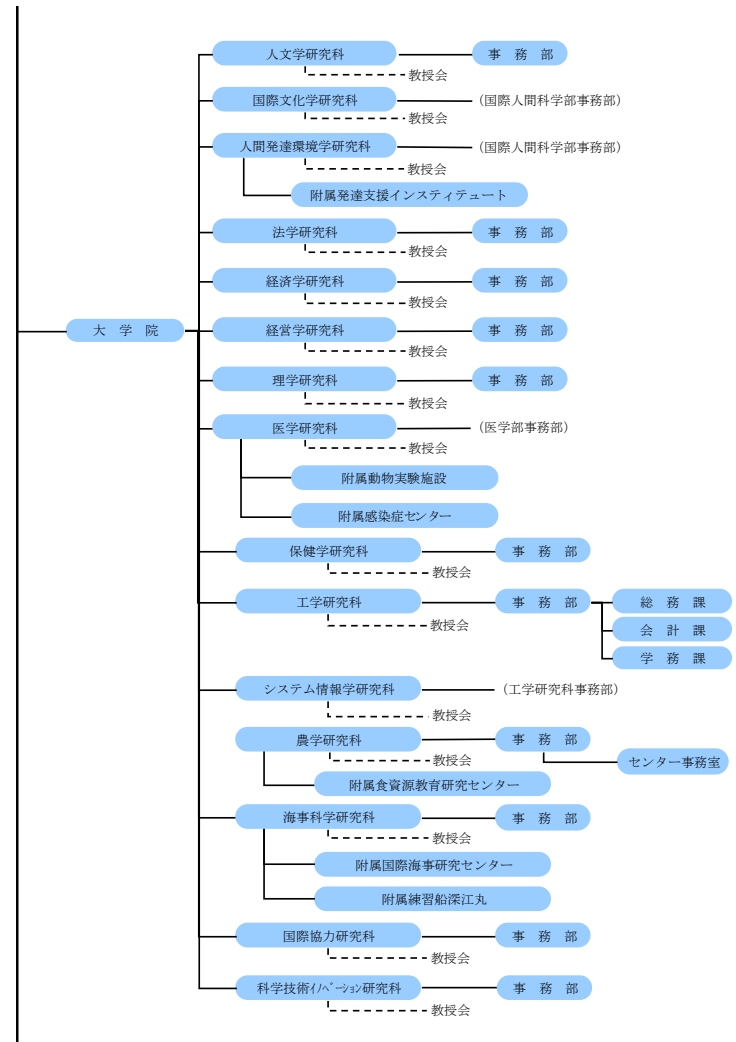 人文学研究科 事 務 部
教授会
国際文化学研究科 (国際人間科学部事務部)
教授会
人間発達環境学研究科 (国際人間科学部事務部)
教授会
附属発達支援インスティテュート
法学研究科 事 務 部
教授会
経済学研究科 事 務 部
教授会
大 学 院 経営学研究科 事 務 部
教授会
理学研究科 事 務 部
教授会
医学研究科 (医学部事務部)
教授会
附属動物実験施設
附属感染症センター
保健学研究科 事 務 部
教授会
工学研究科 事 務 部 総 務 課
教授会 会 計 課
学 務 課
システム情報学研究科 (工学研究科事務部)
教授会
農学研究科 事 務 部
教授会 センター事務室
附属食資源教育研究センター
海事科学研究科 事 務 部
教授会
附属国際海事研究センター
附属練習船深江丸
国際協力研究科 事 務 部
教授会
科学技術ｲﾉﾍﾞｰｼｮﾝ研究科 事 務 部
教授会